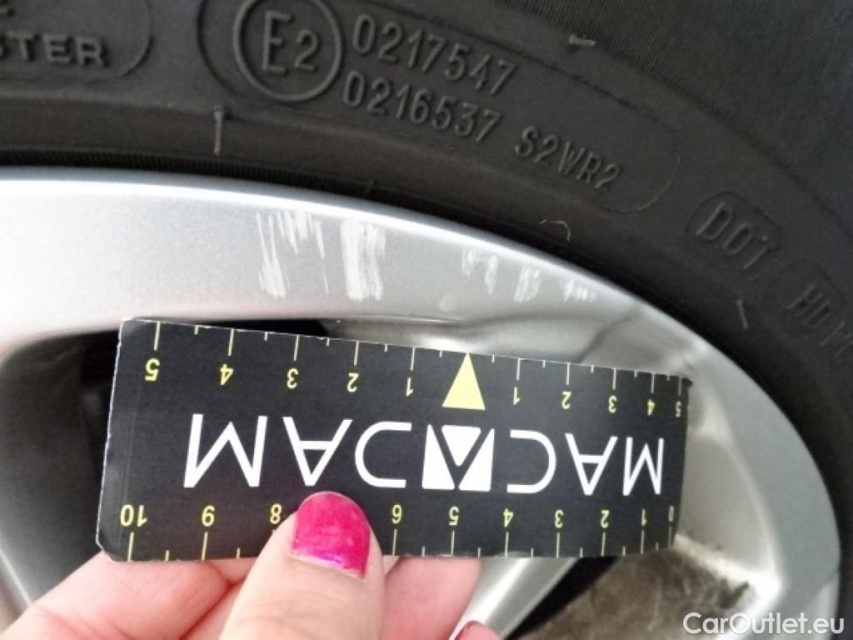 STER
E2
0217547
0216537 S2WR2
DOT
HD
5 4 3 2 1 1 2 3 4 5
MACADAM
10 9 8 6 5 4 3 2 1 0
CarOutlet.eu